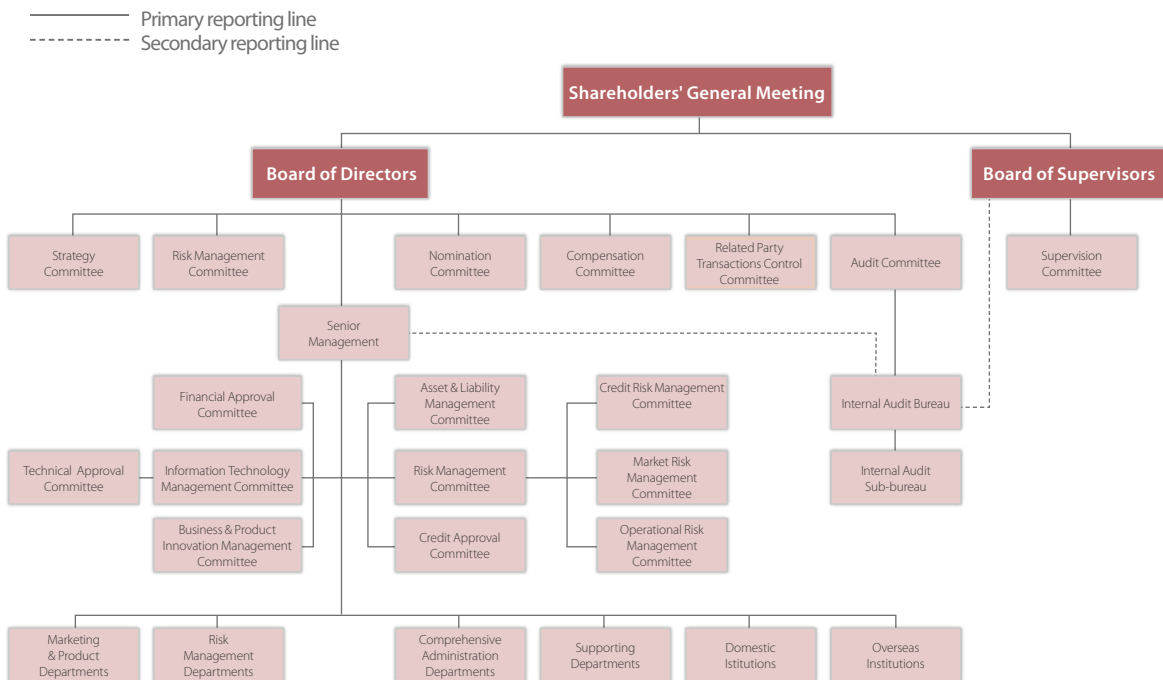 Primary reporting line
Secondary reporting line
Shareholders' General Meeting
Board of Directors
Board of Supervisors
Strategy
Committee
Risk Management
Committee
Nomination
Committee
Compensation
Committee
Related Party
Transactions Control
Committee
Audit Committee
Supervision
Committee
Senior
Management
Financial Approval
Committee
Asset & Liability
Management
Committee
Credit Risk Management
Committee
Internal Audit Bureau
Technical Approval
Committee
Information Technology
Management Committee
Risk Management
Committee
Market Risk
Management
Committee
Internal Audit
Sub-bureau
Business & Product
Innovation Management
Committee
Credit Approval
Committee
Operational Risk
Management
Committee
Marketing
& Product
Departments
Risk
Management
Departments
Comprehensive
Administration
Departments
Supporting
Departments
Domestic
Istitutions
Overseas
Institutions